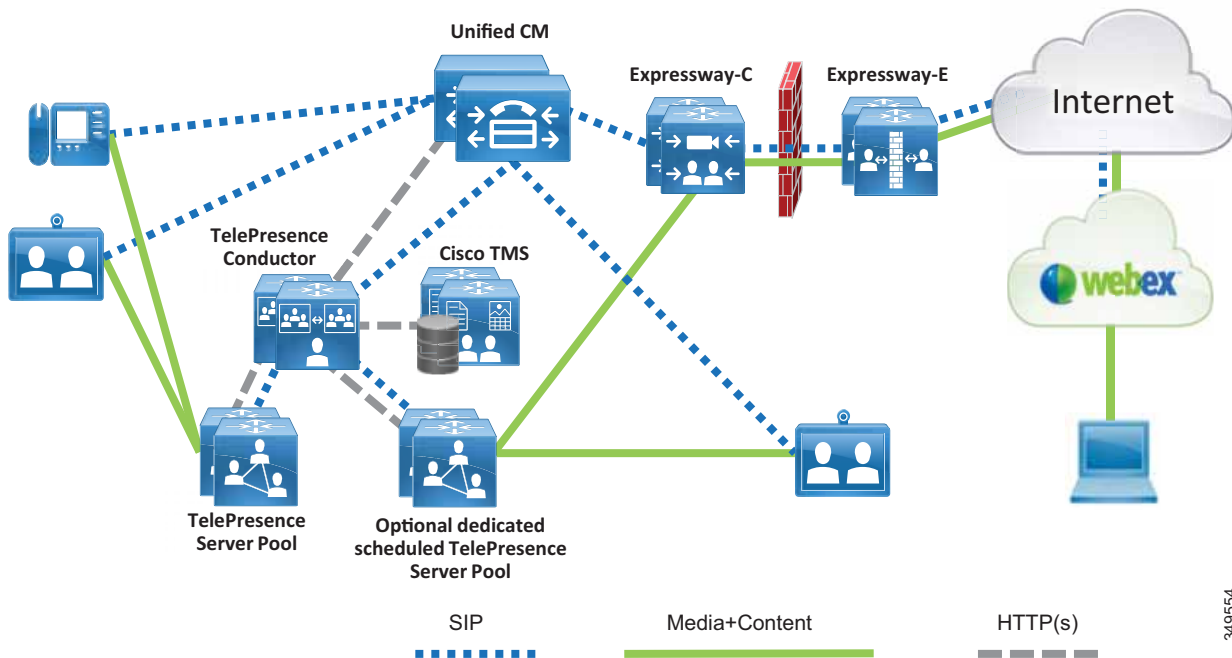 Unified CM
Expressway-C
Expressway-E
Internet
TelePresence
Conductor
Cisco TMS
webex
TelePresence
Server Pool
Optional dedicated
scheduled TelePresence
Server Pool
SIP
Media+Content
HTTP(s)
349554